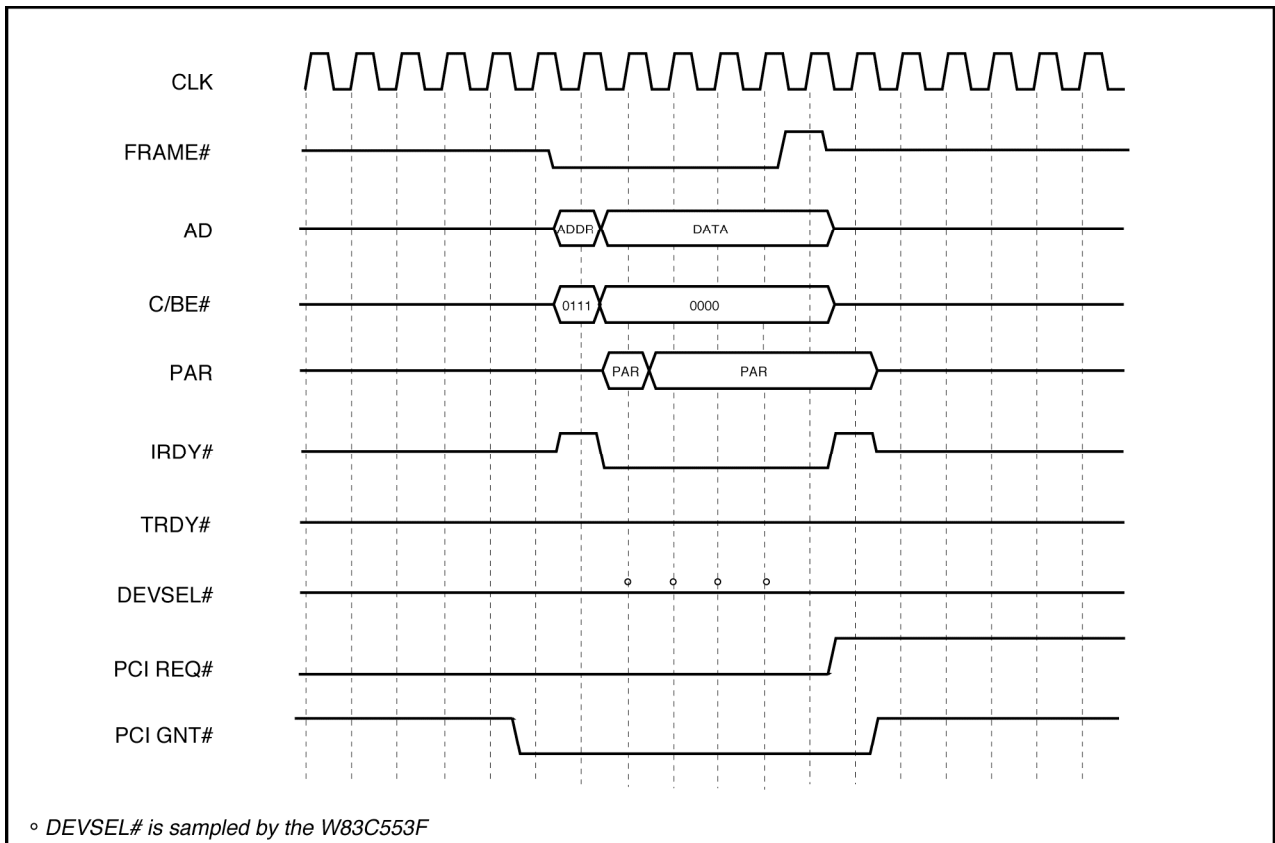 CLK
FRAME#
AD
ADDR
DATA
C/BE#
0111
0000
PAR
PAR
PAR
IRDY#
TRDY#
DEVSEL#
PCI REQ#
PCI GNT#
° DEVSEL# is sampled by the W83C553F